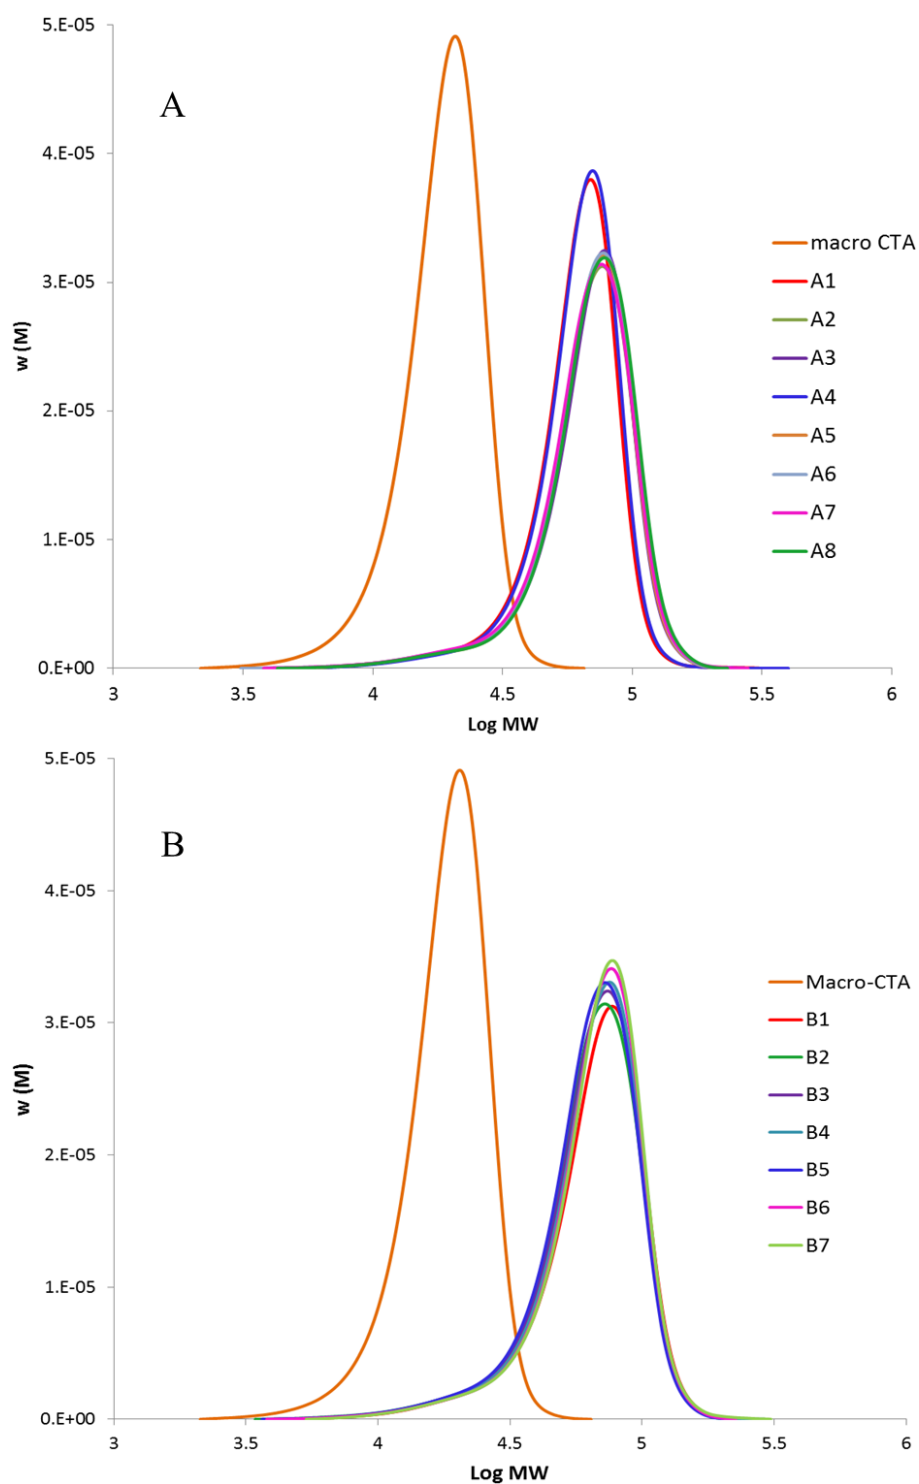 5.E-05
4.E-05
3.E-05
2.E-05
1.E-05
0.E+00
w (M)
A
3
3.5
4
4.5
5
5.5
6
Log MW
macro CTA
A1
A2
A3
A4
A5
A6
A7
A8
5.E-05
4.E-05
3.E-05
2.E-05
1.E-05
0.E+00
w (M)
B
3
3.5
4
4.5
5
5.5
6
Log MW
Macro-CTA
B1
B2
B3
B4
B5
B6
B7